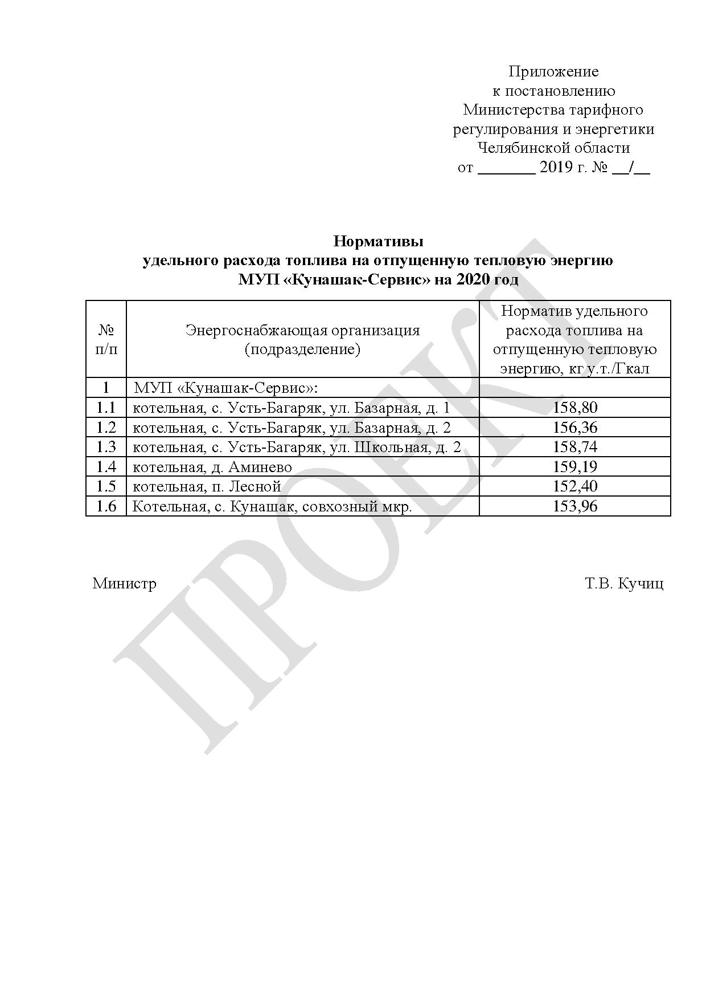 Приложение
к постановлению
Министерства тарифного
регулирования и энергетики
Челябинской области
от _______ 2019 г. № __/__
Нормативы
удельного расхода топлива на отпущенную тепловую энергию
МУП «Кунашак-Сервис» на 2020 год
№
п/п
Энергоснабжающая организация
(подразделение)
Норматив удельного
расхода топлива на
отпущенную тепловую
энергию, кг у.т./Гкал
1 МУП «Кунашак-Сервис»:
1.1 котельная, с. Усть-Багаряк, ул. Базарная, д. 1 158,80
1.2 котельная, с. Усть-Багаряк, ул. Базарная, д. 2 156,36
1.3 котельная, с. Усть-Багаряк, ул. Школьная, д. 2 158,74
1.4 котельная, д. Аминево 159,19
1.5 котельная, п. Лесной 152,40
1.6 Котельная, с. Кунашак, совхозный мкр. 153,96
Министр Т.В. Кучиц
ПРОЕКТ